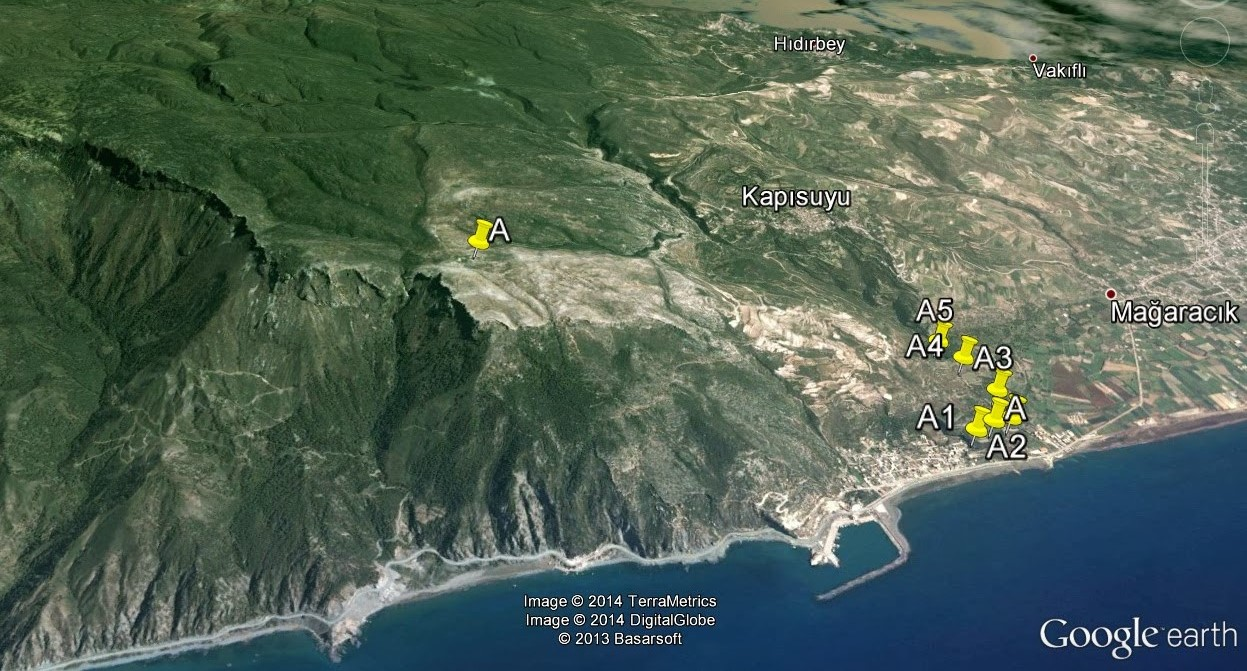 Hıdırbey
Vakıflı
Kapısuyu
A
Mağaracık
A5
A4
A3
A
A1
A2
Image © 2014 TerraMetrics
Image © 2014 DigitalGlobe
© 2013 Basarsoft
Google earth